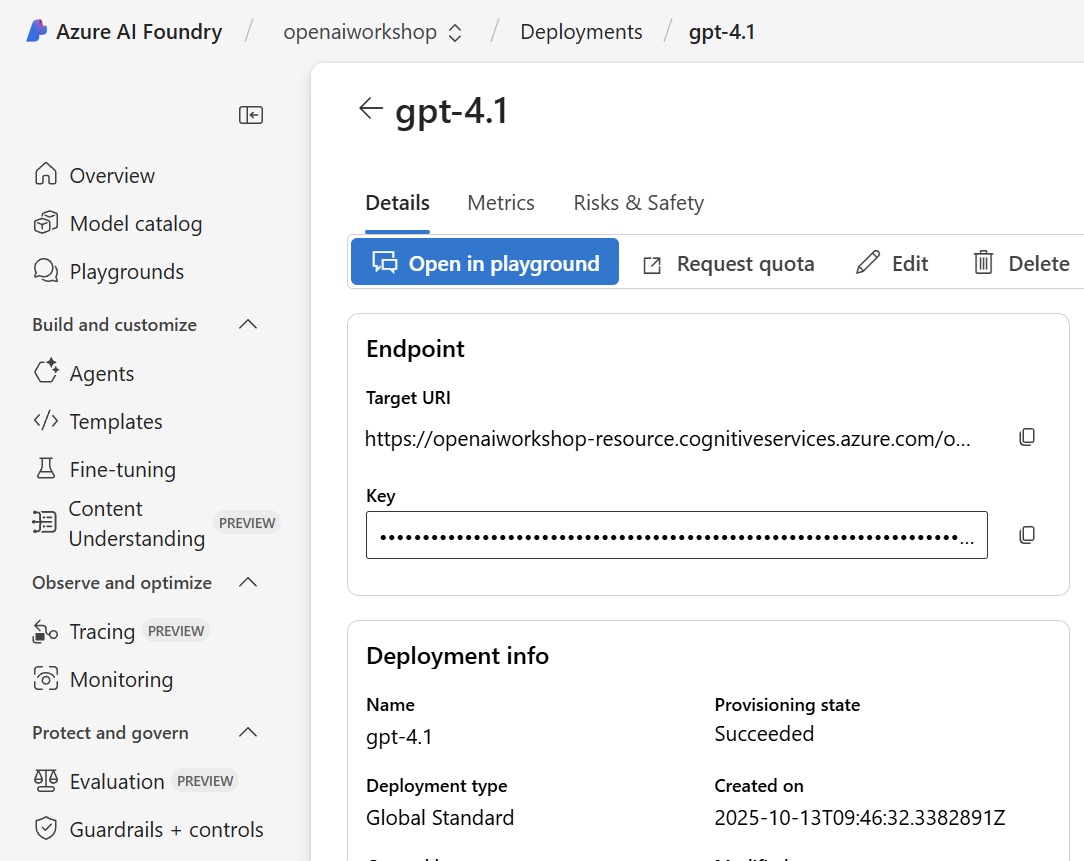 Azure AI Foundry / openaiworkshop / Deployments / gpt-4.1
gpt-4.1
Overview
Model catalog
Playgrounds
Build and customize
Agents
Templates
Fine-tuning
Content
Understanding PREVIEW
Observe and optimize
Tracing PREVIEW
Monitoring
Protect and govern
Evaluation PREVIEW
Guardrails + controls
Details Metrics Risks & Safety
Open in playground Request quota Edit Delete
Endpoint
Target URI
https://openaiworkshop-resource.cognitiveservices.azure.com/o...
Key
Deployment info
Name Provisioning state
gpt-4.1 Succeeded
Deployment type Created on
Global Standard 2025-10-13T09:46:32.3382891Z